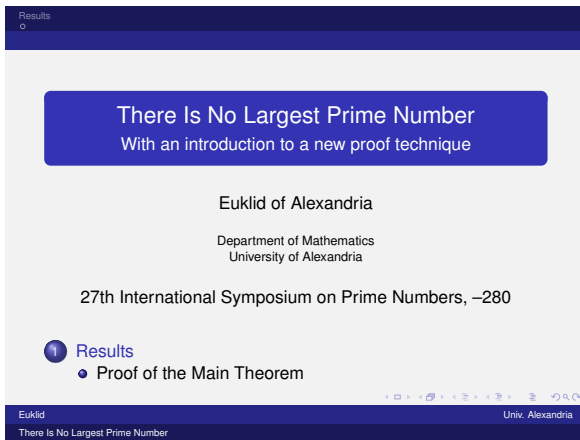 Results
There Is No Largest Prime Number
With an introduction to a new proof technique
Euklid of Alexandria
Department of Mathematics
University of Alexandria
27th International Symposium on Prime Numbers, –280
1 Results
Proof of the Main Theorem
Euklid Univ. Alexandria
There Is No Largest Prime Number